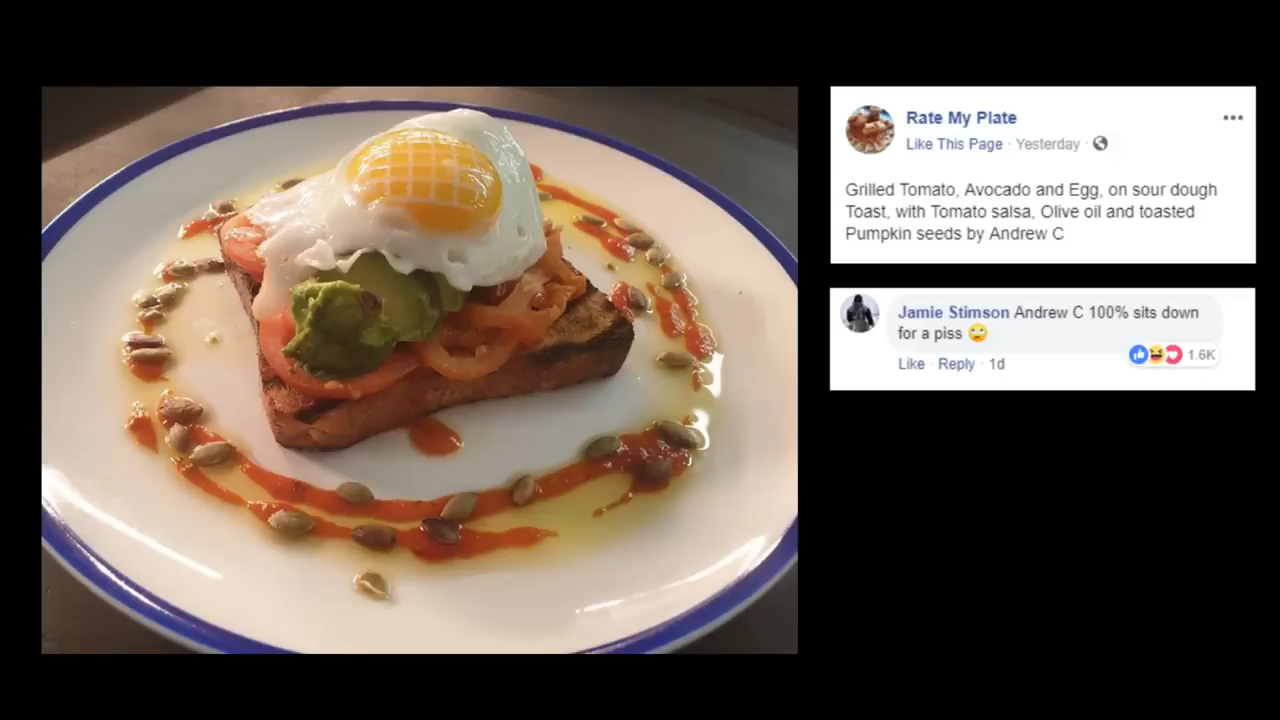 Rate My Plate
Like This Page · Yesterday ·
Grilled Tomato, Avocado and Egg, on sour dough
Toast, with Tomato salsa, Olive oil and toasted
Pumpkin seeds by Andrew C
Jamie Stimson Andrew C 100% sits down
for a piss 🙄
1.6K
Like · Reply · 1d